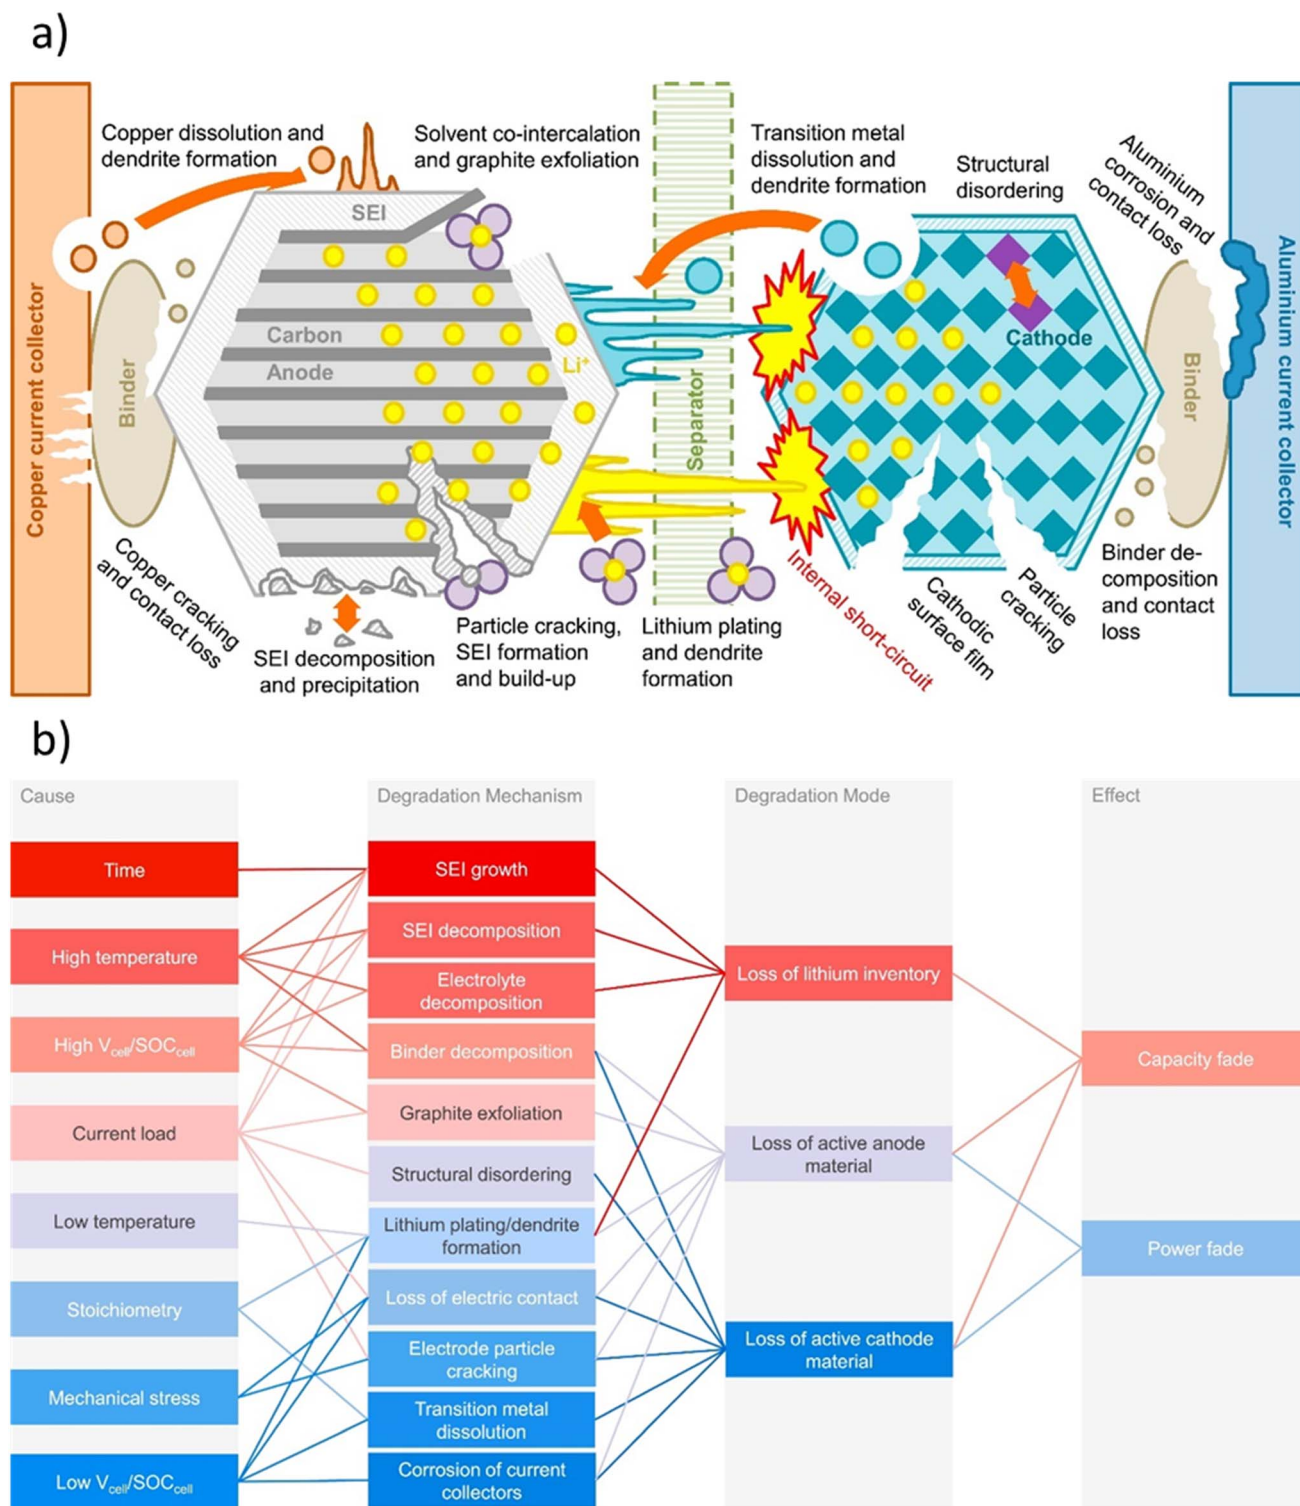 a)
Copper dissolution and
dendrite formation
Solvent co-intercalation
and graphite exfoliation
Transition metal
dissolution and
dendrite formation
Structural
disordering
Aluminium
corrosion and
contact loss
SEI
Carbon
Anode
Li+
Cathode
Copper current collector
Binder
Separator
Binder
Aluminium current collector
Copper cracking
and contact loss
SEI decomposition
and precipitation
Particle cracking,
SEI formation
and build-up
Lithium plating
and dendrite
formation
Internal short-circuit
Cathodic
surface film
Particle
cracking
Binder de-
composition
and contact
loss
b)
Cause
Degradation Mechanism
Degradation Mode
Effect
Time
High temperature
High Vcell/SOCcell
Current load
Low temperature
Stoichiometry
Mechanical stress
Low Vcell/SOCcell
SEI growth
SEI decomposition
Electrolyte
decomposition
Binder decomposition
Graphite exfoliation
Structural disordering
Lithium plating/dendrite
formation
Loss of electric contact
Electrode particle
cracking
Transition metal
dissolution
Corrosion of current
collectors
Loss of lithium inventory
Loss of active anode
material
Loss of active cathode
material
Capacity fade
Power fade